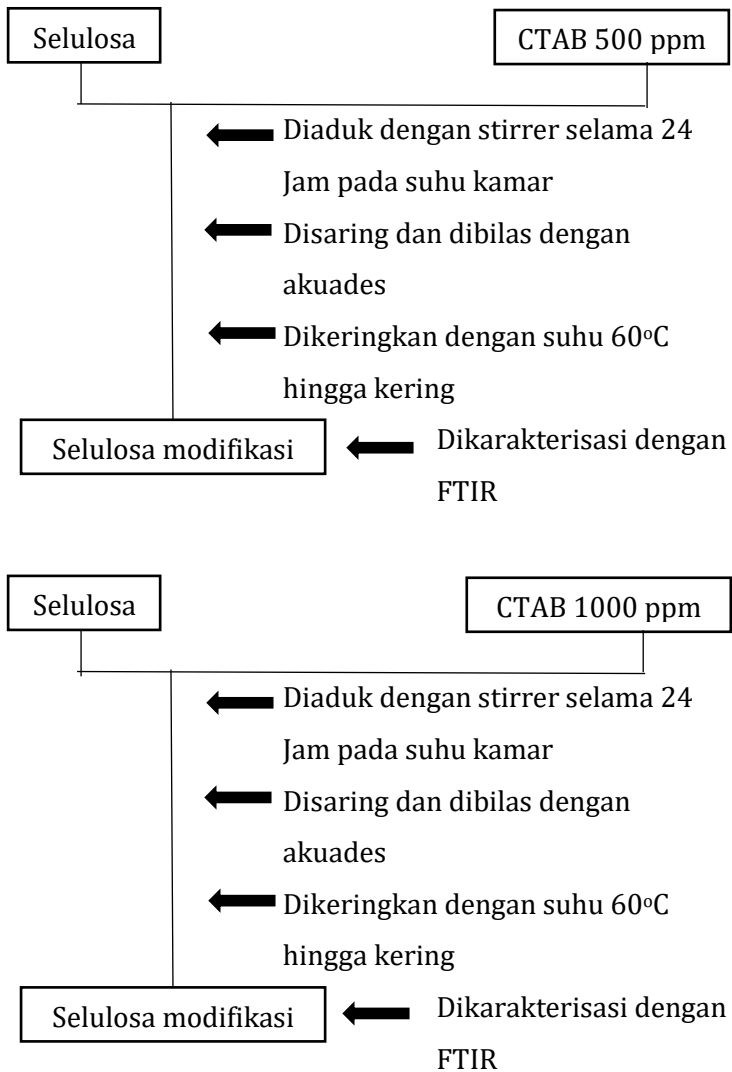 Selulosa
CTAB 500 ppm
Diaduk dengan stirrer selama 24
Jam pada suhu kamar
Disaring dan dibilas dengan
akuades
Dikeringkan dengan suhu 60°C
hingga kering
Selulosa modifikasi
Dikarakterisasi dengan
FTIR
Selulosa
CTAB 1000 ppm
Diaduk dengan stirrer selama 24
Jam pada suhu kamar
Disaring dan dibilas dengan
akuades
Dikeringkan dengan suhu 60°C
hingga kering
Selulosa modifikasi
Dikarakterisasi dengan
FTIR